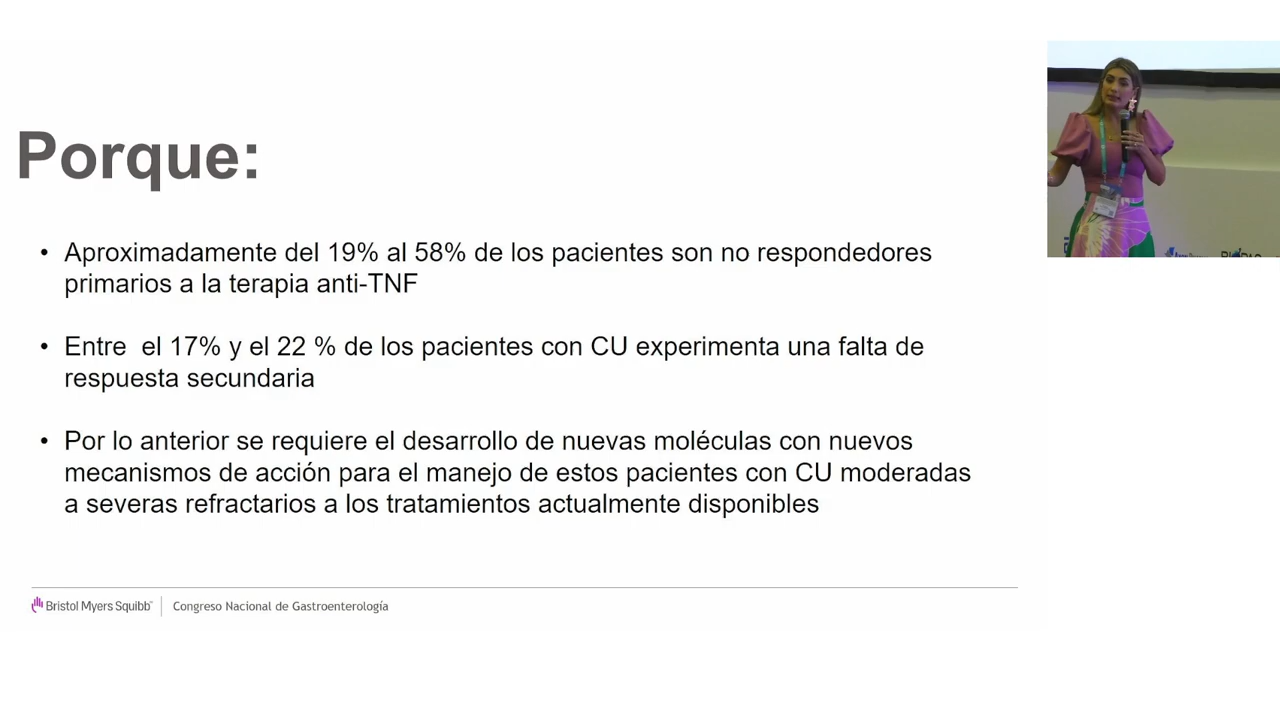 Porque:
• Aproximadamente del 19% al 58% de los pacientes son no respondedores
primarios a la terapia anti-TNF
• Entre  el 17% y el 22 % de los pacientes con CU experimenta una falta de
respuesta secundaria
• Por lo anterior se requiere el desarrollo de nuevas moléculas con nuevos
mecanismos de acción para el manejo de estos pacientes con CU moderadas
a severas refractarios a los tratamientos actualmente disponibles
Bristol Myers Squibb™ | Congreso Nacional de Gastroenterología